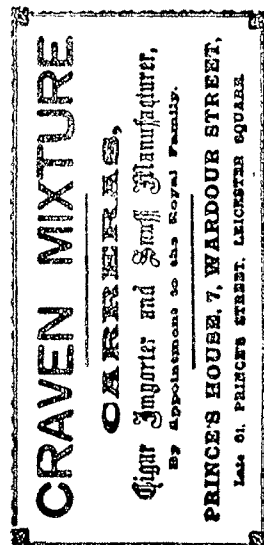 CRAVEN MIXTURE
CARRERAS,
Cigar Importer and Snuff Manufacturer,
By Appointment to the Royal Family.
PRINCE'S HOUSE, 7, WARDOUR STREET,
Late 61, PRINCE'S STREET, LEICESTER SQUARE.